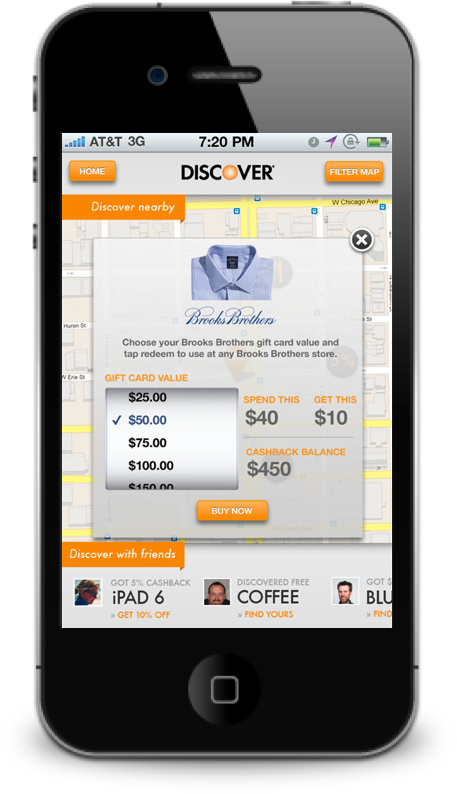 AT&T 3G 7:20 PM
HOME
DISCOVER
FILTER MAP
Discover nearby
W Chicago Ave
Brooks Brothers
Huron St
Choose your Brooks Brothers gift card value and
tap redeem to use at any Brooks Brothers store.
W Erie St
GIFT CARD VALUE
$25.00
✓ $50.00
$75.00
$100.00
$150.00
SPEND THIS GET THIS
$40 $10
CASHBACK BALANCE
$450
BUY NOW
Discover with friends
GOT 5% CASHBACK
iPAD 6
» GET 10% OFF
DISCOVERED FREE
COFFEE
» FIND YOURS
GOT $
BLU
» FIND